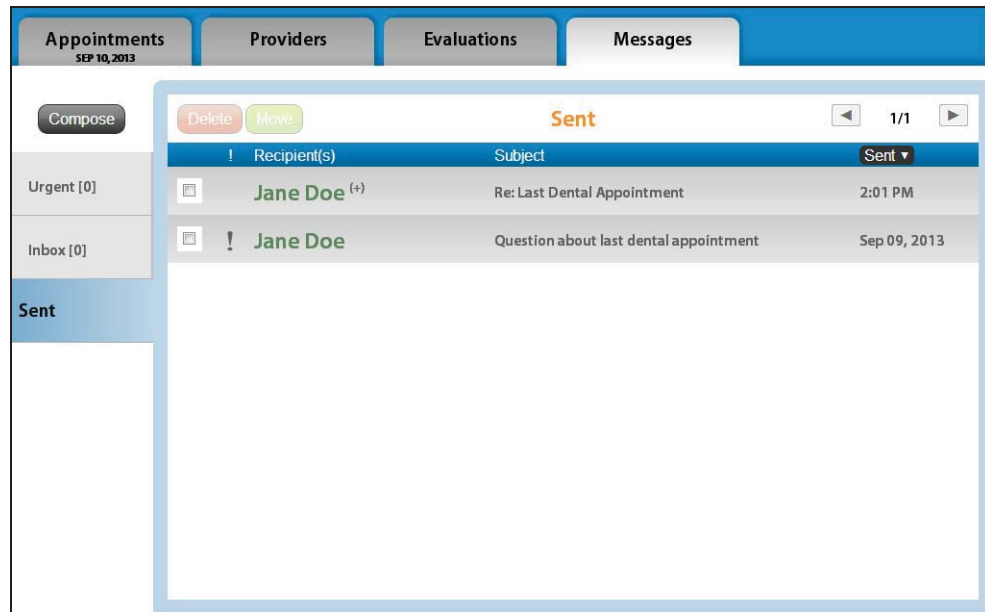 Appointments Providers Evaluations Messages
SEP 10, 2013
Compose Delete Move Sent ◄ 1/1 ►
! Recipient(s) Subject Sent ▼
Urgent [0]
Jane Doe (+) Re: Last Dental Appointment 2:01 PM
Inbox [0]
! Jane Doe Question about last dental appointment Sep 09, 2013
Sent